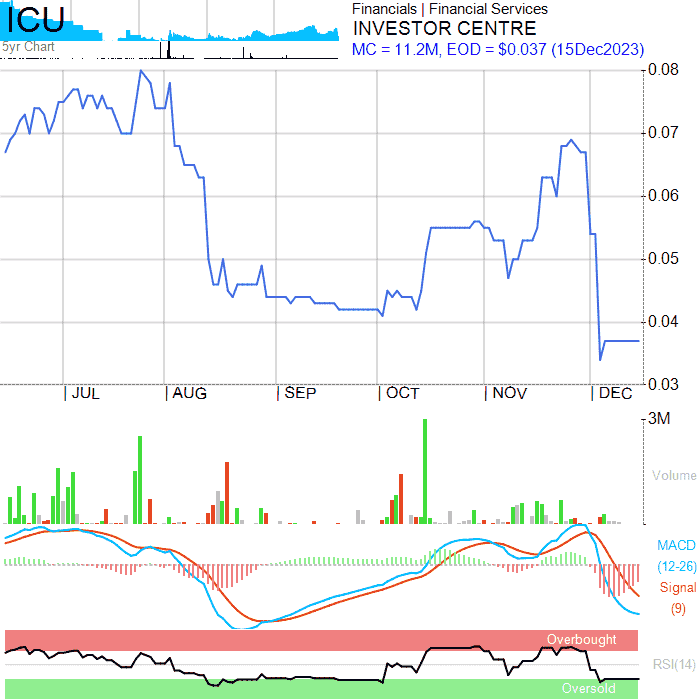 ICU
5yr Chart
Financials | Financial Services
INVESTOR CENTRE
MC = 11.2M, EOD = $0.037 (15Dec2023)
0.08
0.07
0.06
0.05
0.04
0.03
JUL AUG SEP OCT NOV DEC
3M
Volume
MACD
(12-26)
Signal
(9)
Overbought
RSI(14)
Oversold